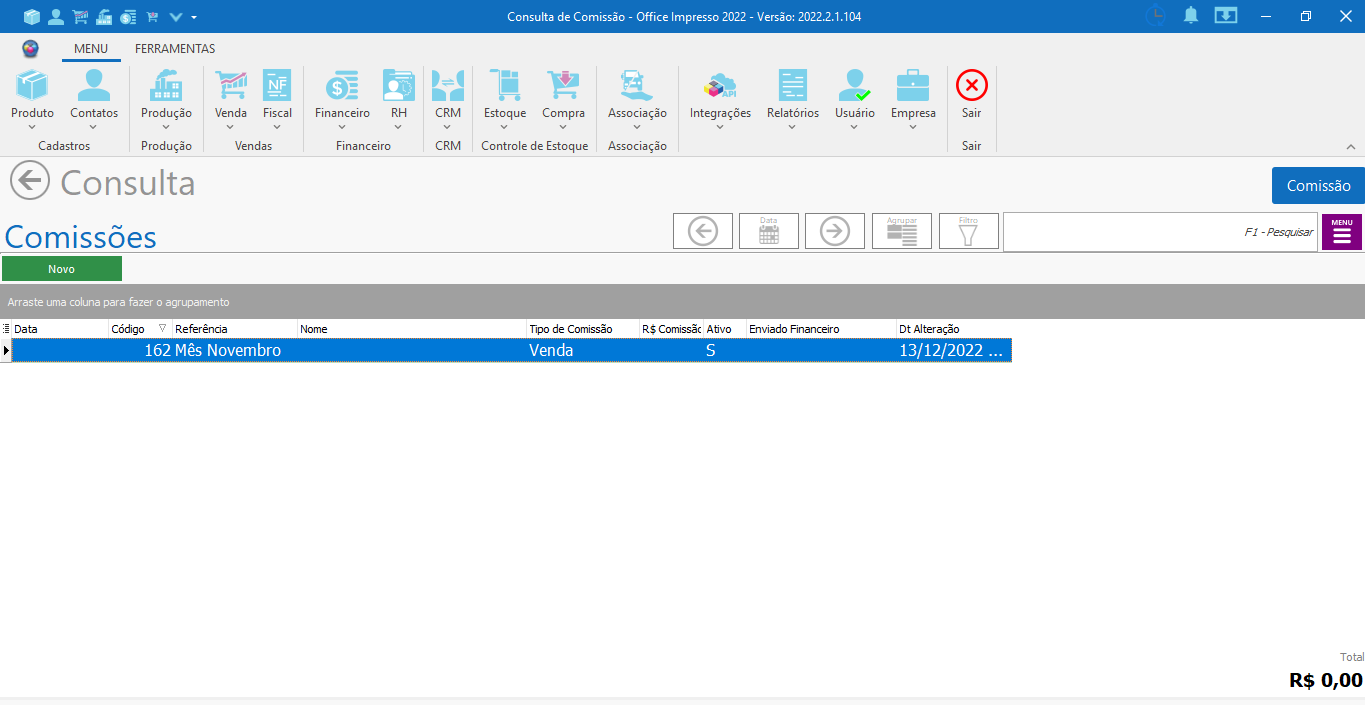 Consulta de Comissão - Office Impresso 2022 - Versão: 2022.2.1.104
MENU FERRAMENTAS
Produto Contatos Produção Venda Fiscal Financeiro RH CRM Estoque Compra Associação Integrações Relatórios Usuário Empresa Sair
Cadastros Produção Vendas Financeiro CRM Controle de Estoque Associação Sair
Consulta
Comissão
Comissões
Data Agrupar Filtro
F1 - Pesquisar
MENU
Novo
Arraste uma coluna para fazer o agrupamento
Data Código Referência Nome Tipo de Comissão R$ Comissão Ativo Enviado Financeiro Dt Alteração
162 Mês Novembro Venda S 13/12/2022 ...
Total
R$ 0,00